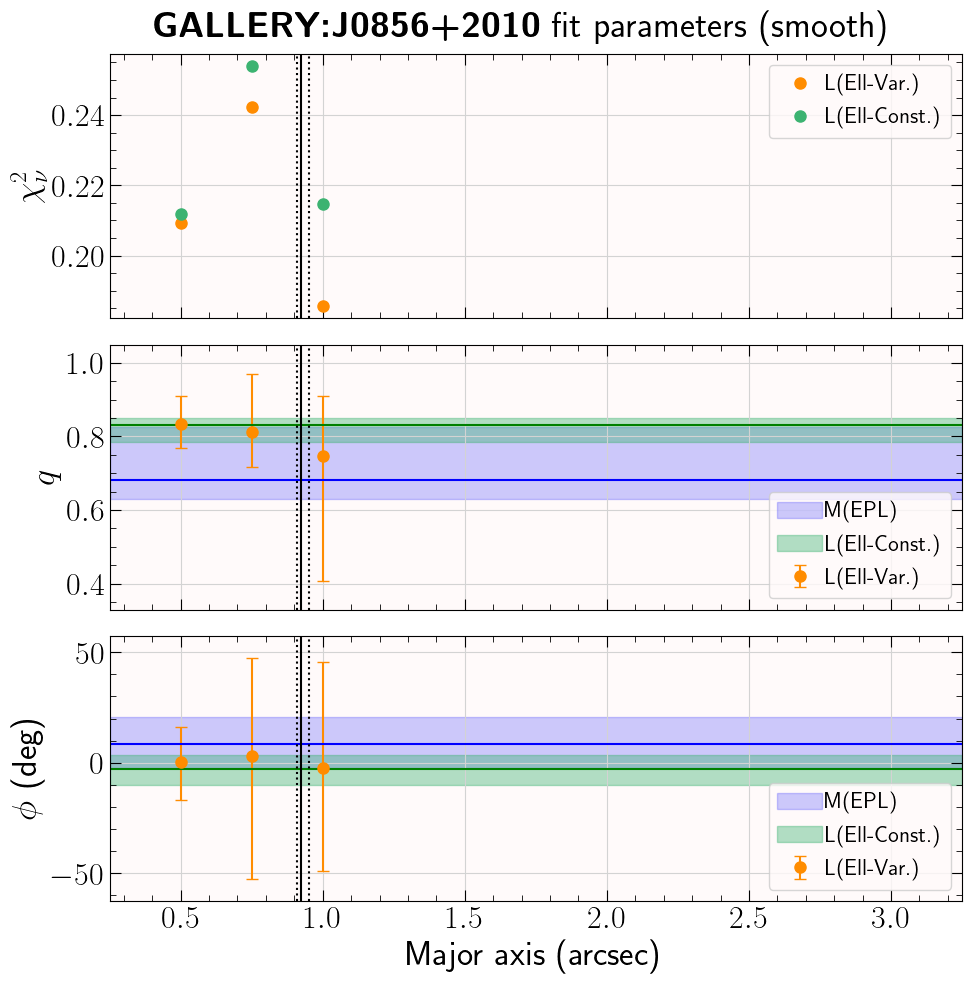 GALLERY:J0856+2010 fit parameters (smooth)
L(Ell-Var.)
L(Ell-Const.)
0.24
0.22
0.20
χ²ν
1.0
0.8
0.6
0.4
q
M(EPL)
L(Ell-Const.)
L(Ell-Var.)
50
0
−50
ϕ (deg)
M(EPL)
L(Ell-Const.)
L(Ell-Var.)
0.5 1.0 1.5 2.0 2.5 3.0
Major axis (arcsec)